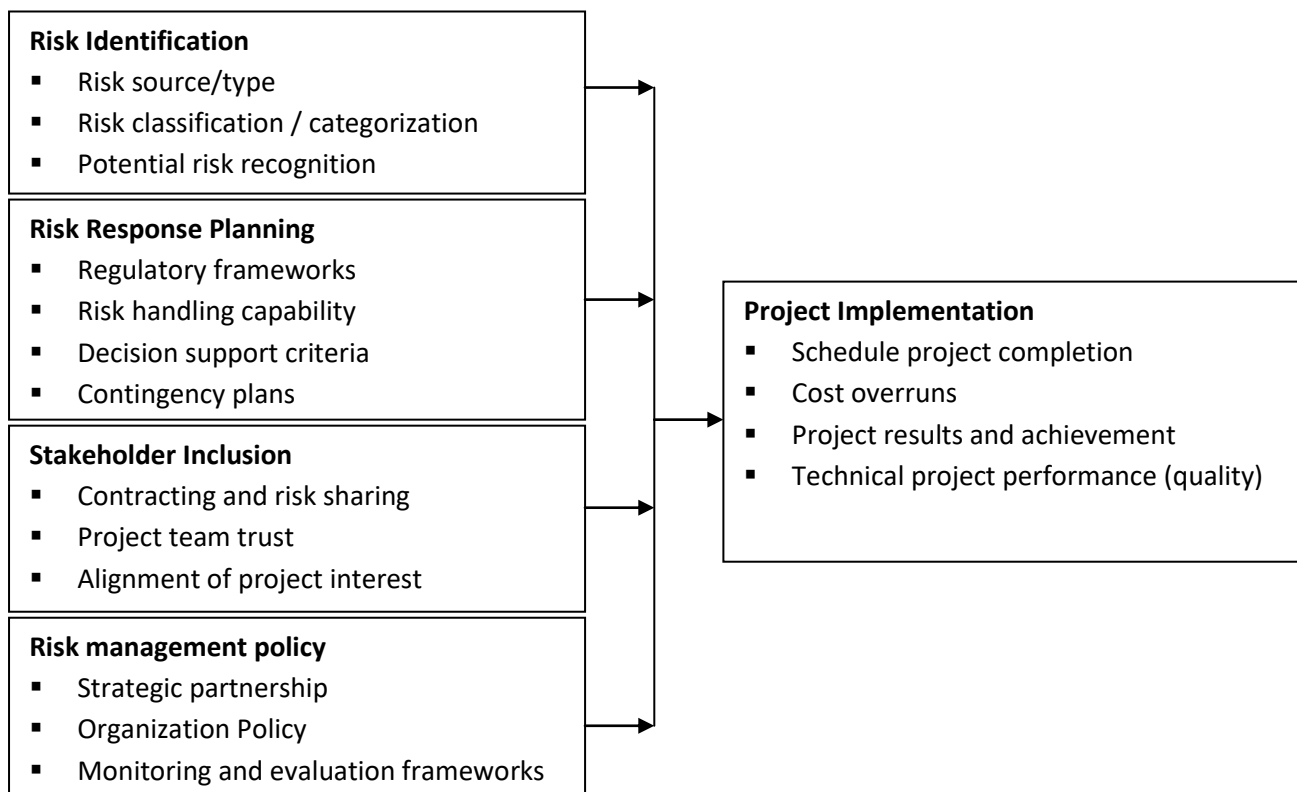 Risk Identification
▪ Risk source/type
▪ Risk classification / categorization
▪ Potential risk recognition
Risk Response Planning
▪ Regulatory frameworks
▪ Risk handling capability
▪ Decision support criteria
▪ Contingency plans
Stakeholder Inclusion
▪ Contracting and risk sharing
▪ Project team trust
▪ Alignment of project interest
Risk management policy
▪ Strategic partnership
▪ Organization Policy
▪ Monitoring and evaluation frameworks
Project Implementation
▪ Schedule project completion
▪ Cost overruns
▪ Project results and achievement
▪ Technical project performance (quality)